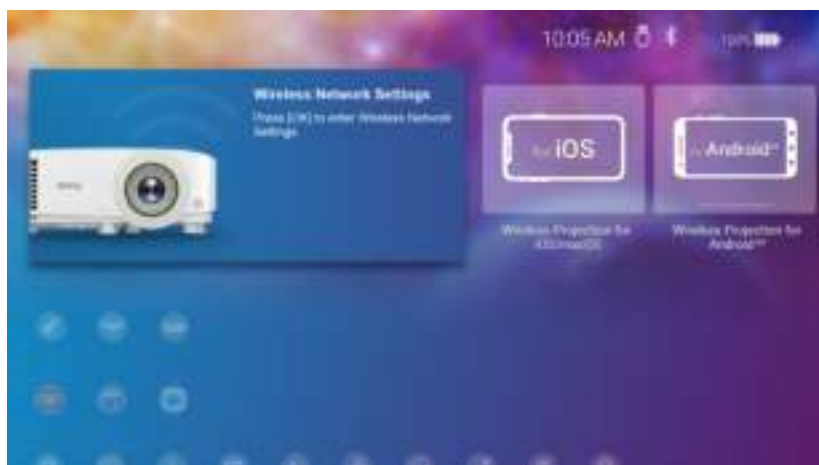 10:05 AM
100%
Wireless Network Settings
Press [OK] to enter Wireless Network
Settings
for iOS
Android
Wireless Projection for
iOS/macOS
Wireless Projection for
Android